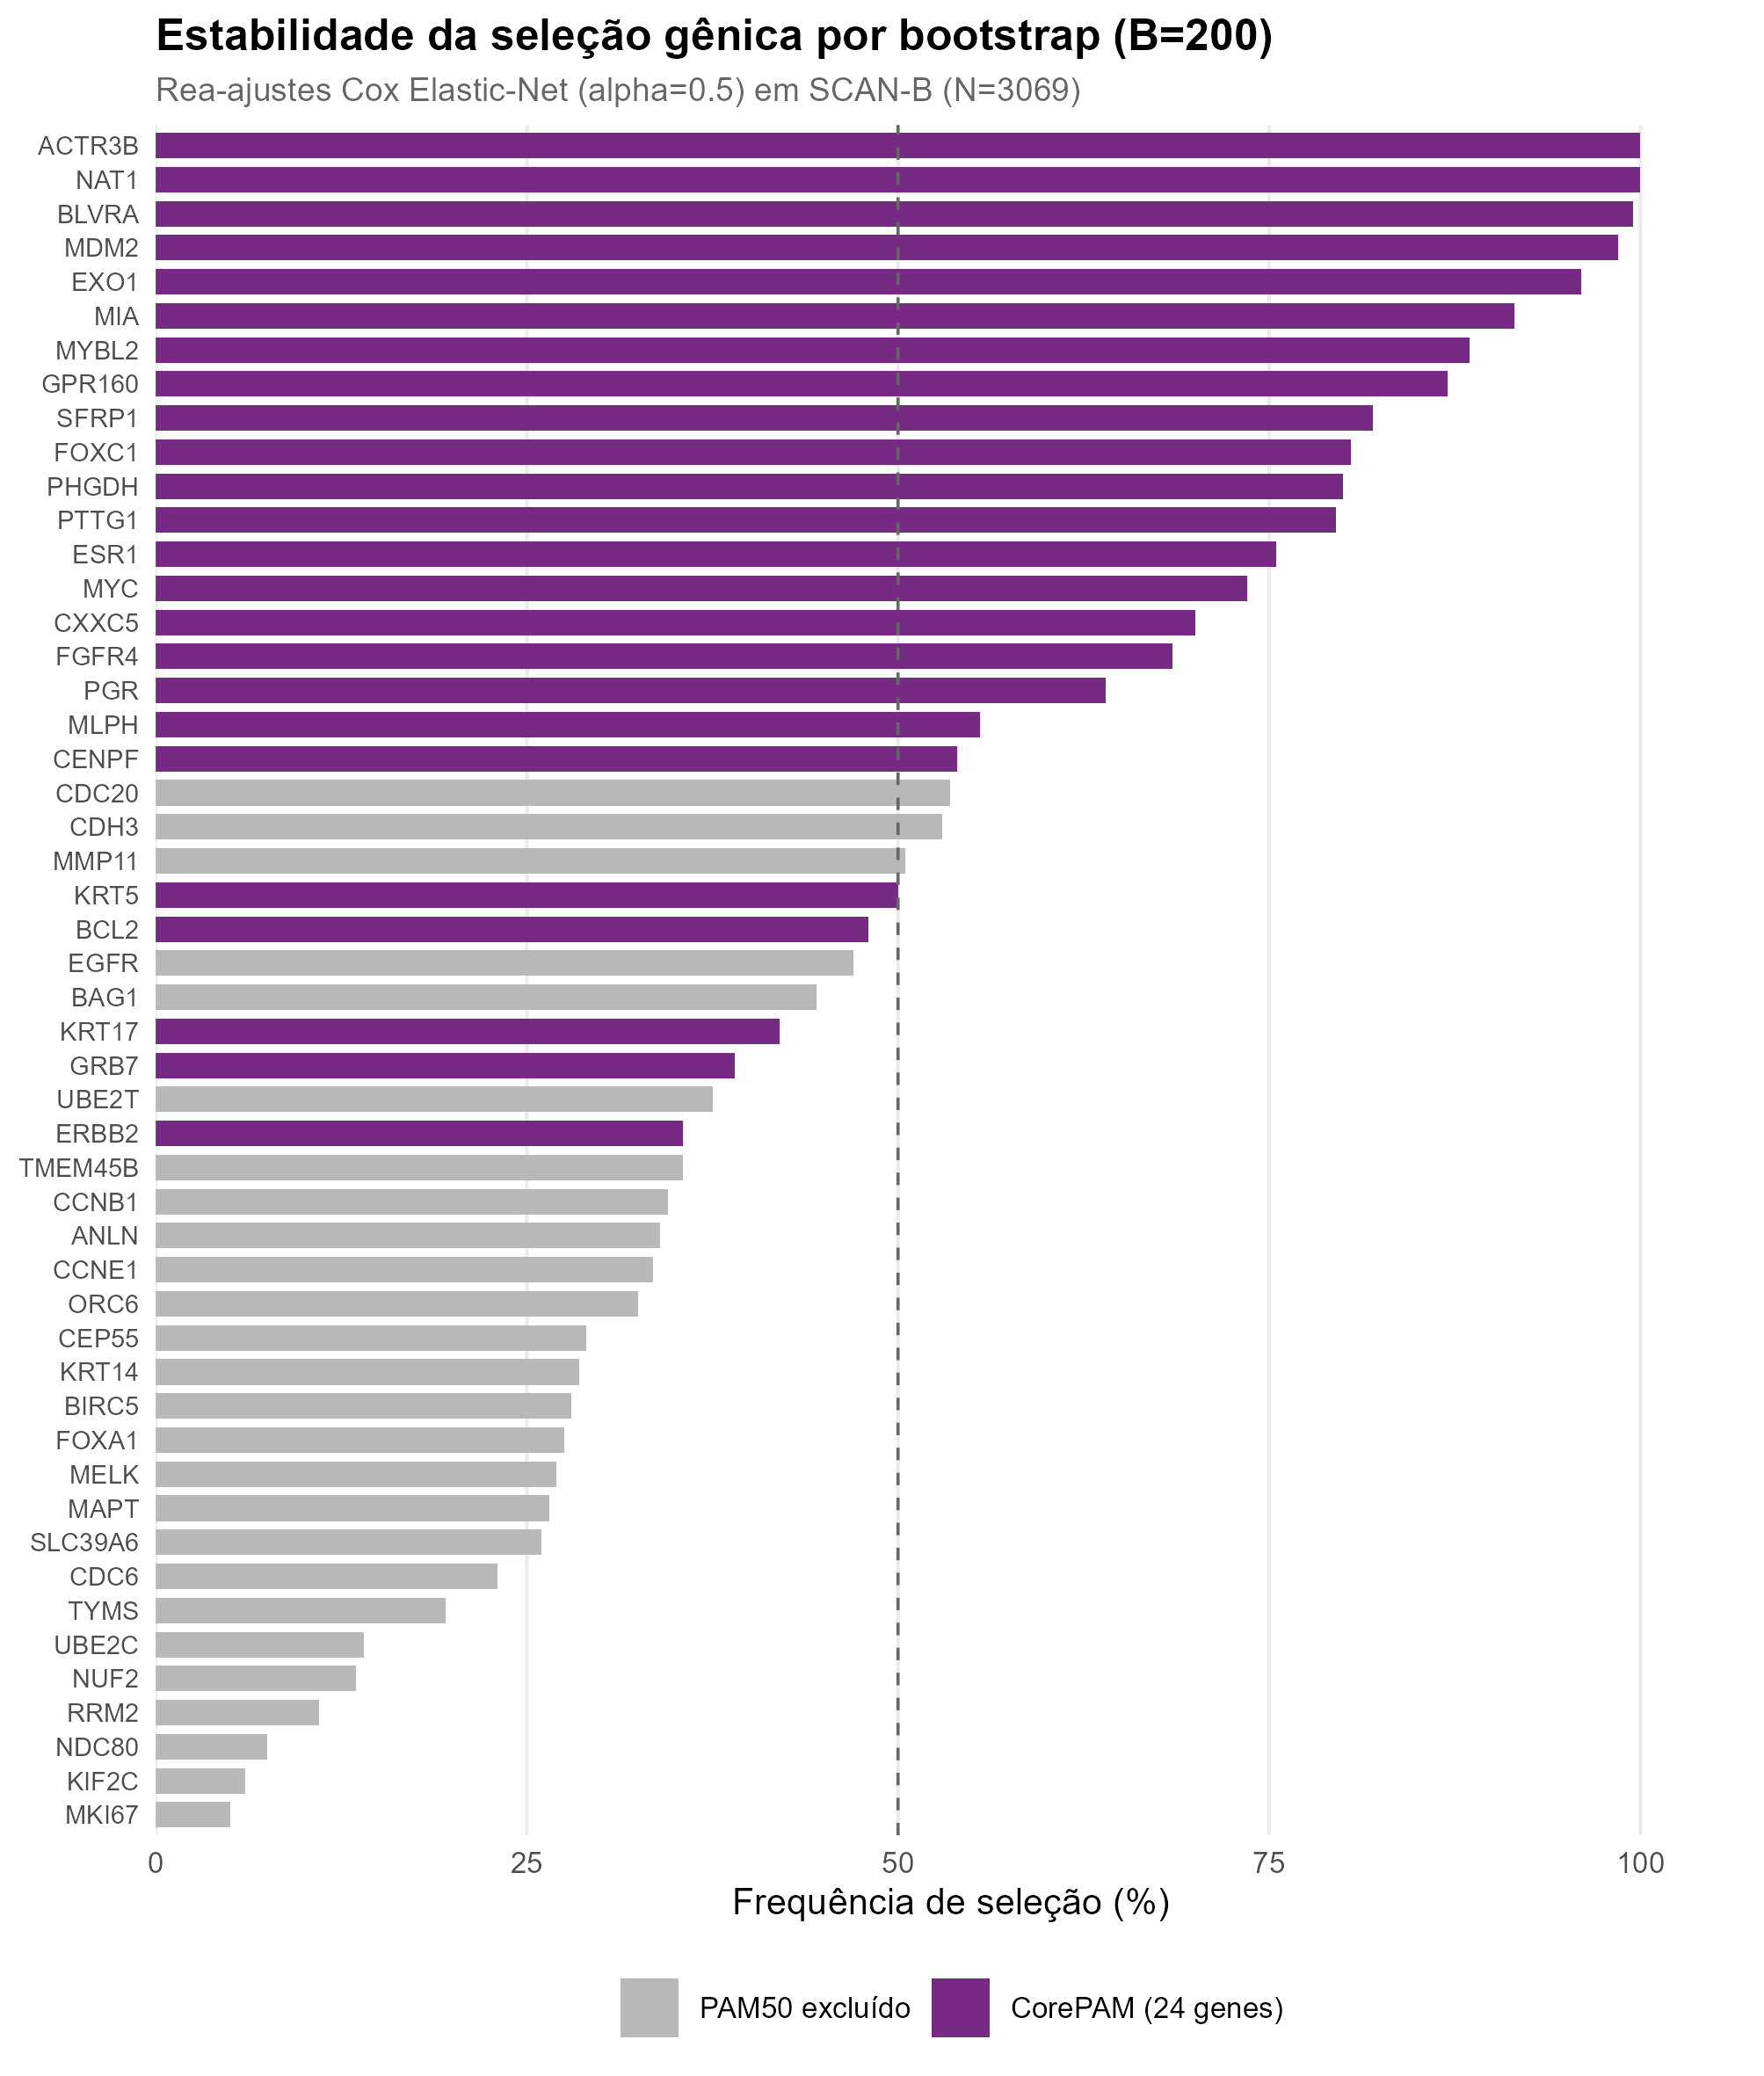 Estabilidade da seleção gênica por bootstrap (B=200)
Rea-ajustes Cox Elastic-Net (alpha=0.5) em SCAN-B (N=3069)
ACTR3B
NAT1
BLVRA
MDM2
EXO1
MIA
MYBL2
GPR160
SFRP1
FOXC1
PHGDH
PTTG1
ESR1
MYC
CXXC5
FGFR4
PGR
MLPH
CENPF
CDC20
CDH3
MMP11
KRT5
BCL2
EGFR
BAG1
KRT17
GRB7
UBE2T
ERBB2
TMEM45B
CCNB1
ANLN
CCNE1
ORC6
CEP55
KRT14
BIRC5
FOXA1
MELK
MAPT
SLC39A6
CDC6
TYMS
UBE2C
NUF2
RRM2
NDC80
KIF2C
MKI67
0 25 50 75 100
Frequência de seleção (%)
PAM50 excluído CorePAM (24 genes)